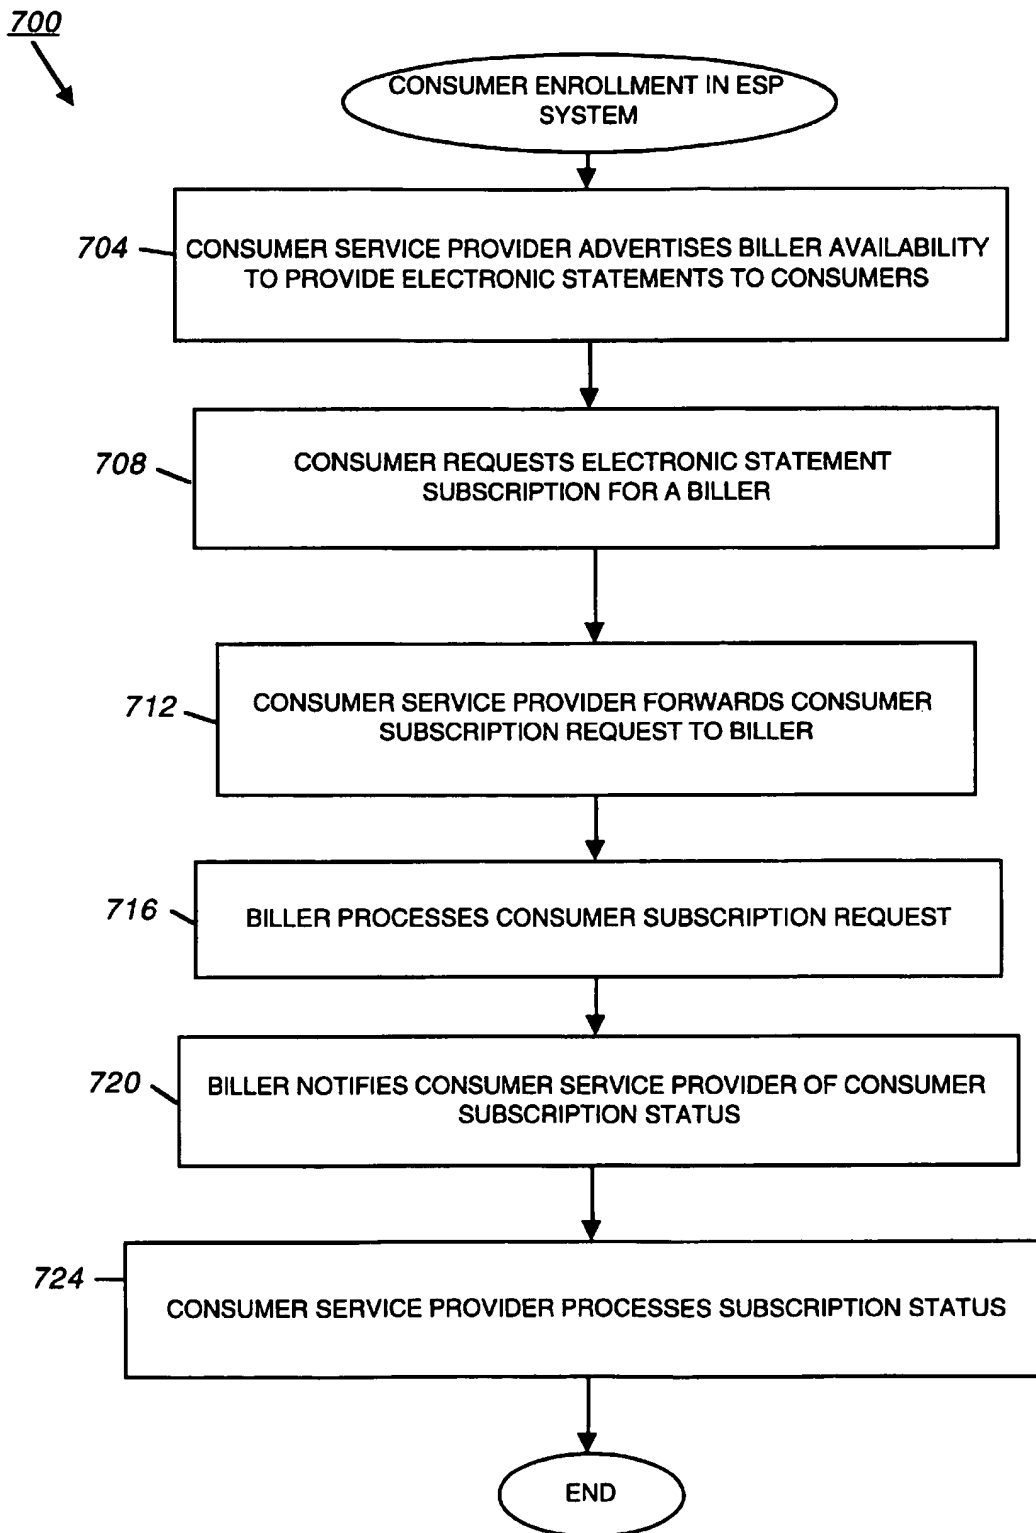 700
CONSUMER ENROLLMENT IN ESP
SYSTEM
704
CONSUMER SERVICE PROVIDER ADVERTISES BILLER AVAILABILITY
TO PROVIDE ELECTRONIC STATEMENTS TO CONSUMERS
708
CONSUMER REQUESTS ELECTRONIC STATEMENT
SUBSCRIPTION FOR A BILLER
712
CONSUMER SERVICE PROVIDER FORWARDS CONSUMER
SUBSCRIPTION REQUEST TO BILLER
716
BILLER PROCESSES CONSUMER SUBSCRIPTION REQUEST
720
BILLER NOTIFIES CONSUMER SERVICE PROVIDER OF CONSUMER
SUBSCRIPTION STATUS
724
CONSUMER SERVICE PROVIDER PROCESSES SUBSCRIPTION STATUS
END